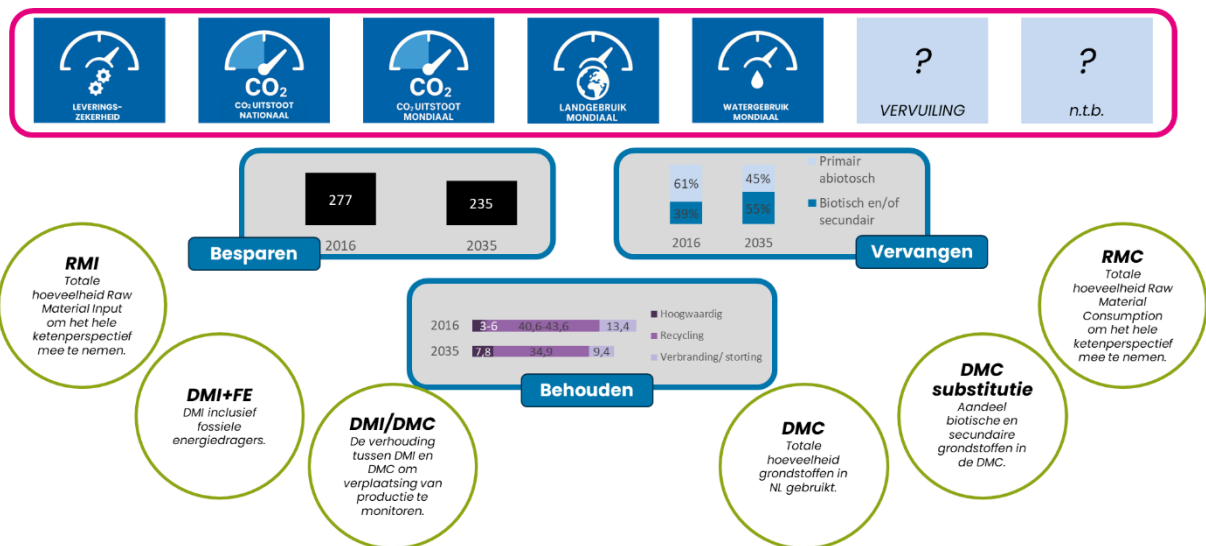 LEVERINGS-
ZEKERHEID
CO₂
CO₂ UITSTOOT
NATIONAAL
CO₂
CO₂ UITSTOOT
MONDIAAL
LANDGEBRUIK
MONDIAAL
WATERGEBRUIK
MONDIAAL
?
VERVUILING
?
n.t.b.
277
235
2016
2035
Besparen
61%
45%
39%
55%
2016
2035
Primair
abiotosch
Biotisch en/of
secundair
Vervangen
2016
3-6
40,6-43,6
13,4
2035
7,8
34,9
9,4
Hoogwaardig
Recycling
Verbranding/ storting
Behouden
RMI
Totale
hoeveelheid Raw
Material Input
om het hele
ketenperspectief
mee te nemen.
DMI+FE
DMI inclusief
fossiele
energiedragers.
DMI/DMC
De verhouding
tussen DMI en
DMC om
verplaatsing van
productie te
monitoren.
DMC
Totale
hoeveelheid
grondstoffen in
NL gebruikt.
DMC
substitutie
Aandeel
biotische en
secundaire
grondstoffen in
de DMC.
RMC
Totale
hoeveelheid Raw
Material
Consumption
om het hele
ketenperspectief
mee te nemen.